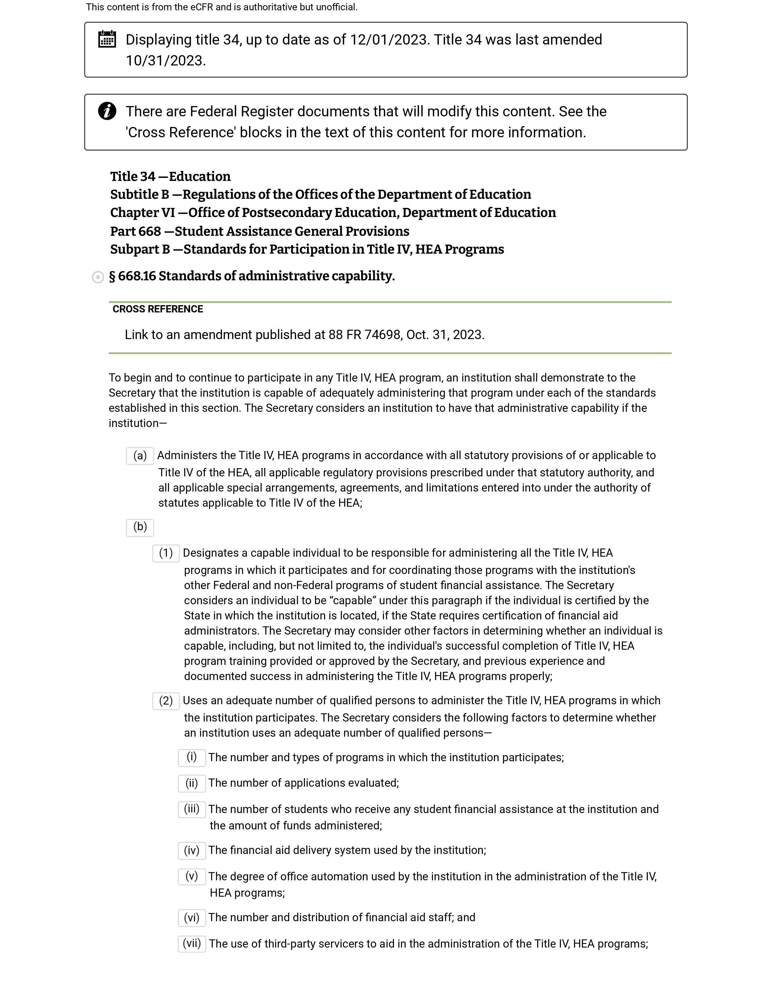 This content is from the eCFR and is authoritative but unofficial.
Displaying title 34, up to date as of 12/01/2023. Title 34 was last amended
10/31/2023.
There are Federal Register documents that will modify this content. See the
'Cross Reference' blocks in the text of this content for more information.
Title 34 —Education
Subtitle B —Regulations of the Offices of the Department of Education
Chapter VI —Office of Postsecondary Education, Department of Education
Part 668 —Student Assistance General Provisions
Subpart B —Standards for Participation in Title IV, HEA Programs
§ 668.16 Standards of administrative capability.
CROSS REFERENCE
Link to an amendment published at 88 FR 74698, Oct. 31, 2023.
To begin and to continue to participate in any Title IV, HEA program, an institution shall demonstrate to the
Secretary that the institution is capable of adequately administering that program under each of the standards
established in this section. The Secretary considers an institution to have that administrative capability if the
institution—
(a) Administers the Title IV, HEA programs in accordance with all statutory provisions of or applicable to
Title IV of the HEA, all applicable regulatory provisions prescribed under that statutory authority, and
all applicable special arrangements, agreements, and limitations entered into under the authority of
statutes applicable to Title IV of the HEA;
(b)
(1) Designates a capable individual to be responsible for administering all the Title IV, HEA
programs in which it participates and for coordinating those programs with the institution's
other Federal and non-Federal programs of student financial assistance. The Secretary
considers an individual to be “capable” under this paragraph if the individual is certified by the
State in which the institution is located, if the State requires certification of financial aid
administrators. The Secretary may consider other factors in determining whether an individual is
capable, including, but not limited to, the individual's successful completion of Title IV, HEA
program training provided or approved by the Secretary, and previous experience and
documented success in administering the Title IV, HEA programs properly;
(2) Uses an adequate number of qualified persons to administer the Title IV, HEA programs in which
the institution participates. The Secretary considers the following factors to determine whether
an institution uses an adequate number of qualified persons—
(i) The number and types of programs in which the institution participates;
(ii) The number of applications evaluated;
(iii) The number of students who receive any student financial assistance at the institution and
the amount of funds administered;
(iv) The financial aid delivery system used by the institution;
(v) The degree of office automation used by the institution in the administration of the Title IV,
HEA programs;
(vi) The number and distribution of financial aid staff; and
(vii) The use of third-party servicers to aid in the administration of the Title IV, HEA programs;